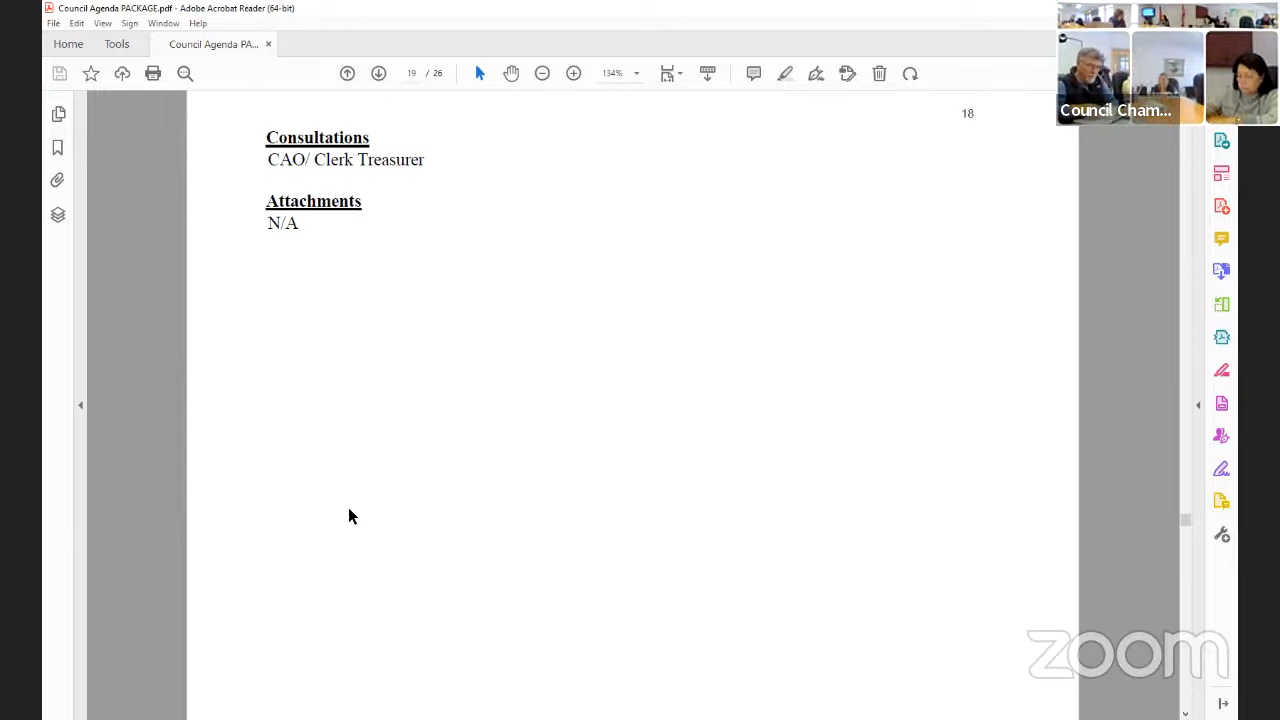 Council Agenda PACKAGE.pdf - Adobe Acrobat Reader (64-bit)
File Edit View Sign Window Help
Home Tools Council Agenda PA... ×
19 / 26 134%
Council Cham...
18
Consultations
CAO/ Clerk Treasurer
Attachments
N/A
zoom